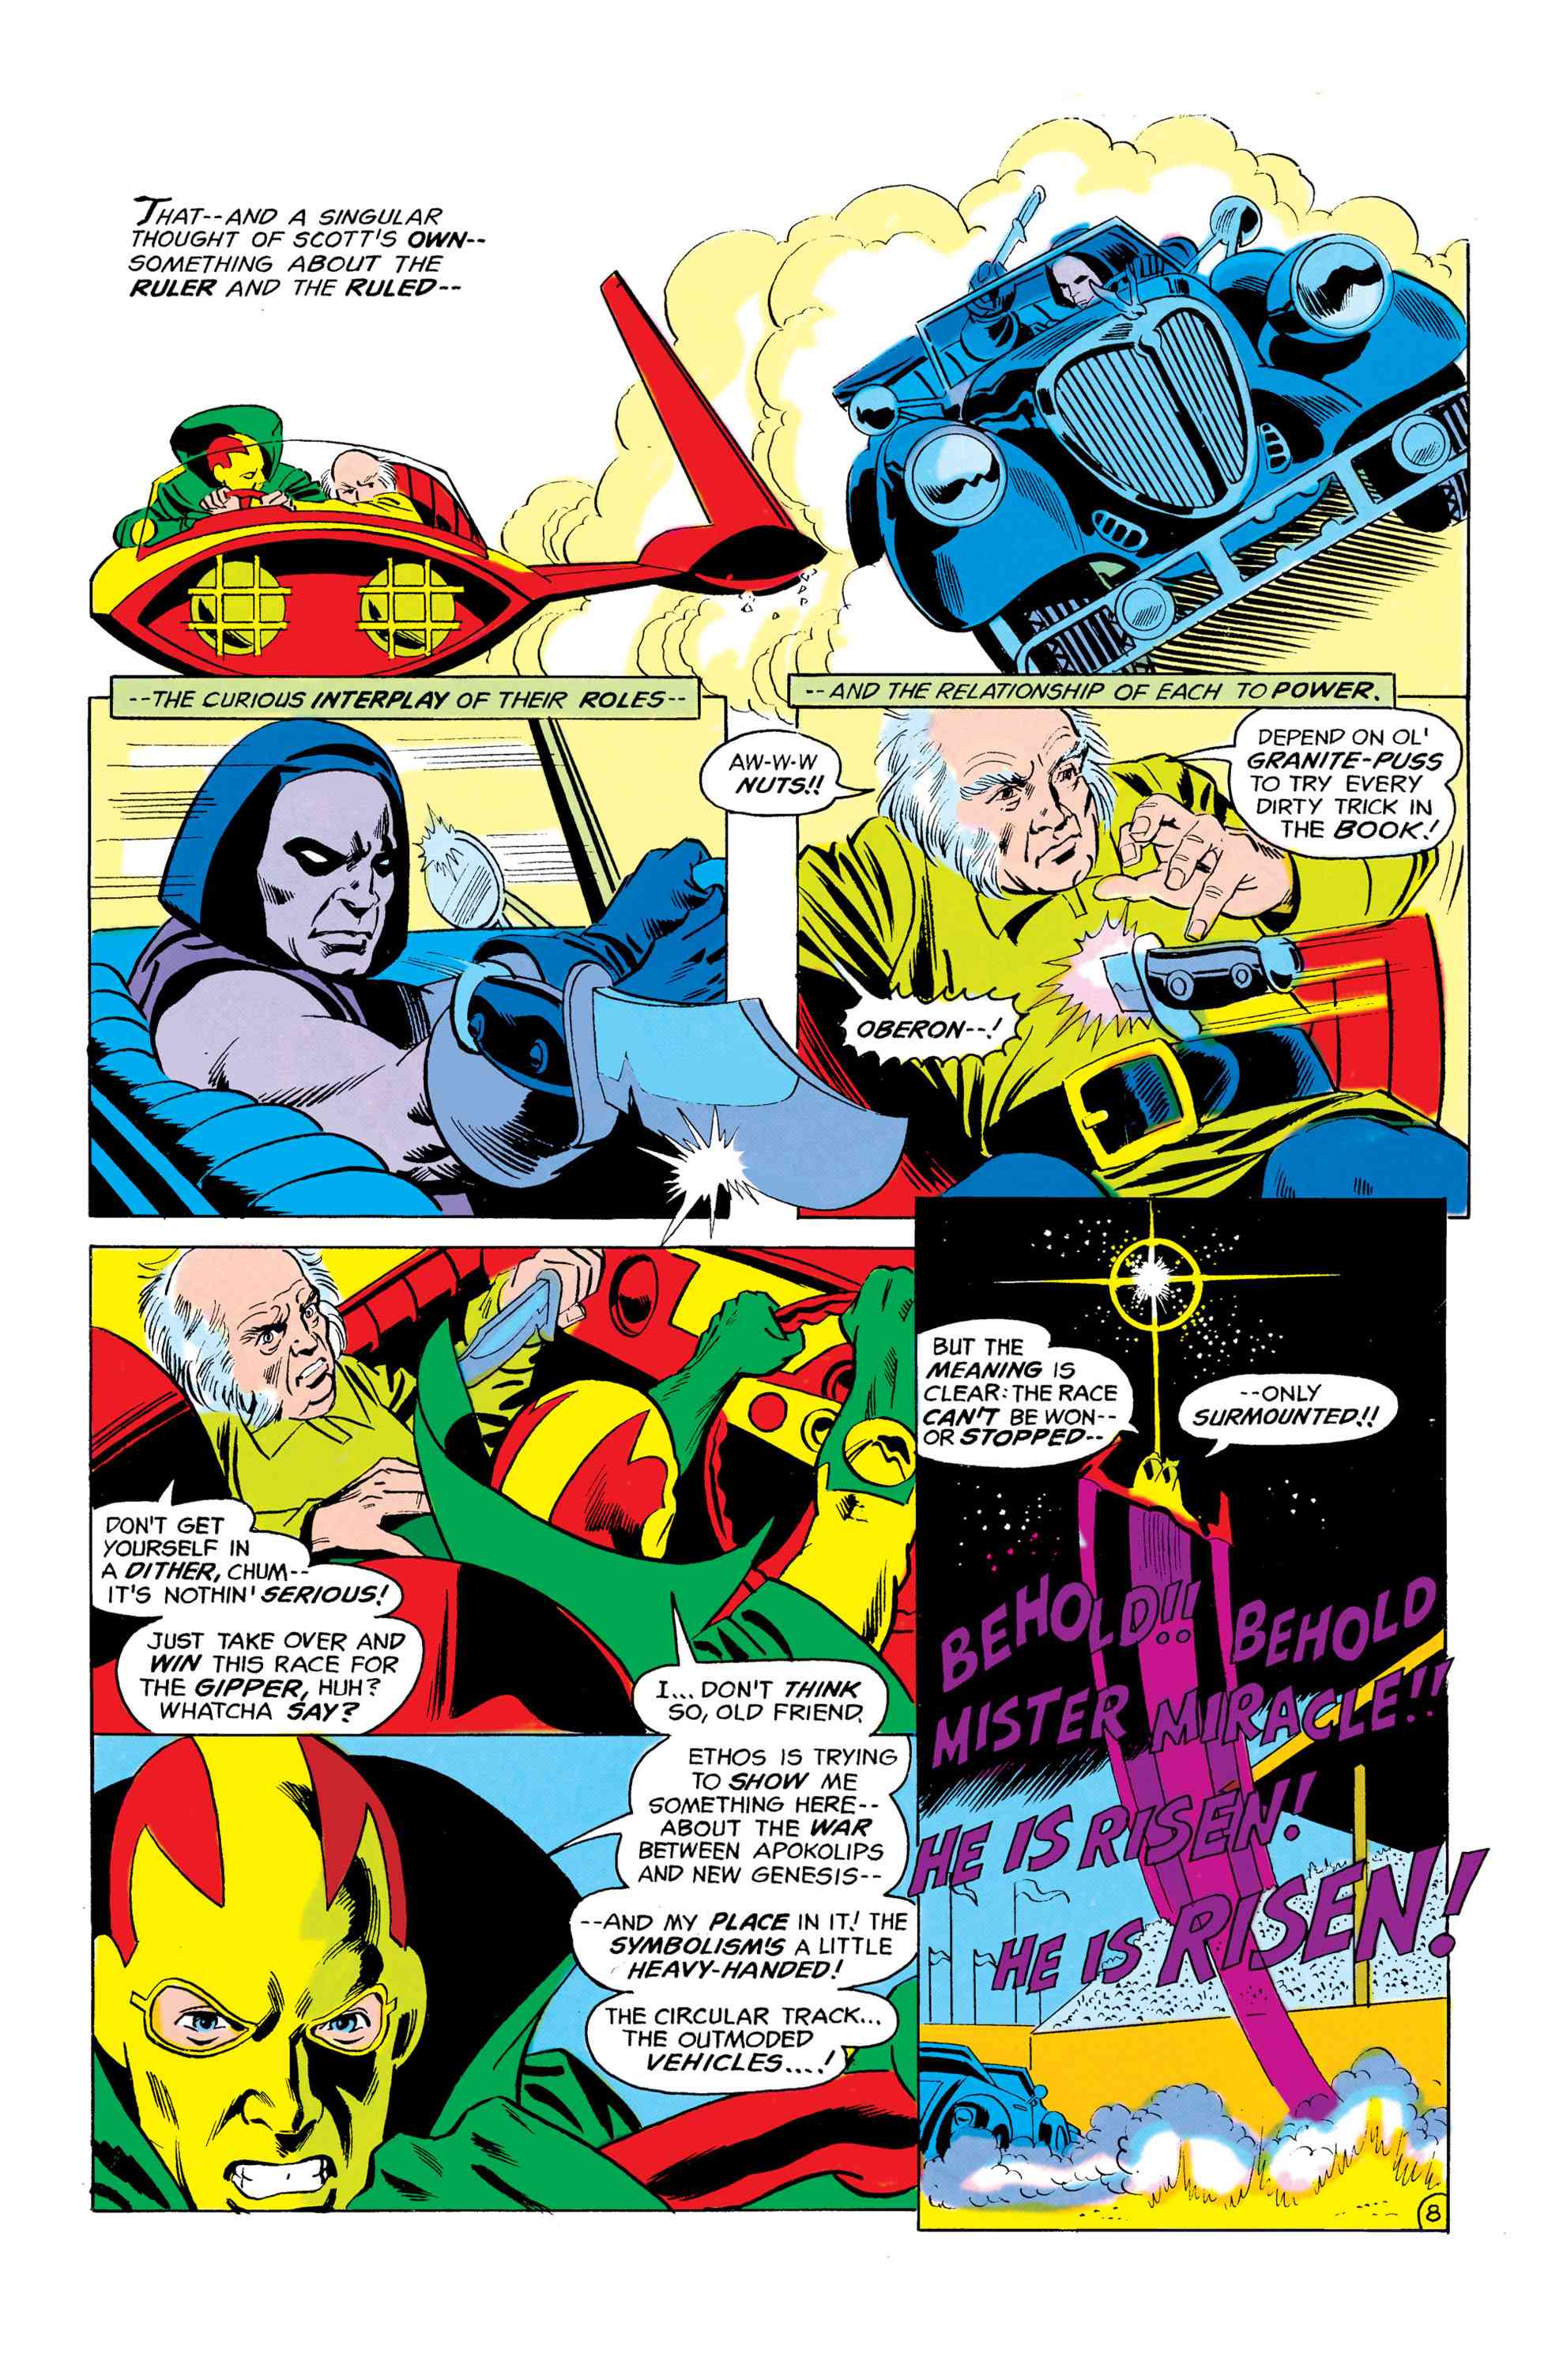 THAT--AND A SINGULAR
THOUGHT OF SCOTT'S OWN--
SOMETHING ABOUT THE
RULER AND THE RULED--
--THE CURIOUS INTERPLAY OF THEIR ROLES--
--AND THE RELATIONSHIP OF EACH TO POWER.
AW-W-W
NUTS!!
DEPEND ON OL'
GRANITE-PUSS
TO TRY EVERY
DIRTY TRICK IN
THE BOOK!
OBERON--!
DON'T GET
YOURSELF IN
A DITHER, CHUM--
IT'S NOTHIN' SERIOUS!
JUST TAKE OVER AND
WIN THIS RACE FOR
THE GIPPER, HUH?
WHATCHA SAY?
I... DON'T THINK
SO, OLD FRIEND.
ETHOS IS TRYING
TO SHOW ME
SOMETHING HERE--
ABOUT THE WAR
BETWEEN APOKOLIPS
AND NEW GENESIS--
--AND MY PLACE IN IT! THE
SYMBOLISM'S A LITTLE
HEAVY-HANDED!
THE CIRCULAR TRACK...
THE OUTMODED
VEHICLES....!
BUT THE
MEANING IS
CLEAR: THE RACE
CAN'T BE WON--
OR STOPPED--
--ONLY
SURMOUNTED!!
BEHOLD!! BEHOLD
MISTER MIRACLE!!
HE IS RISEN!
HE IS RISEN!
8